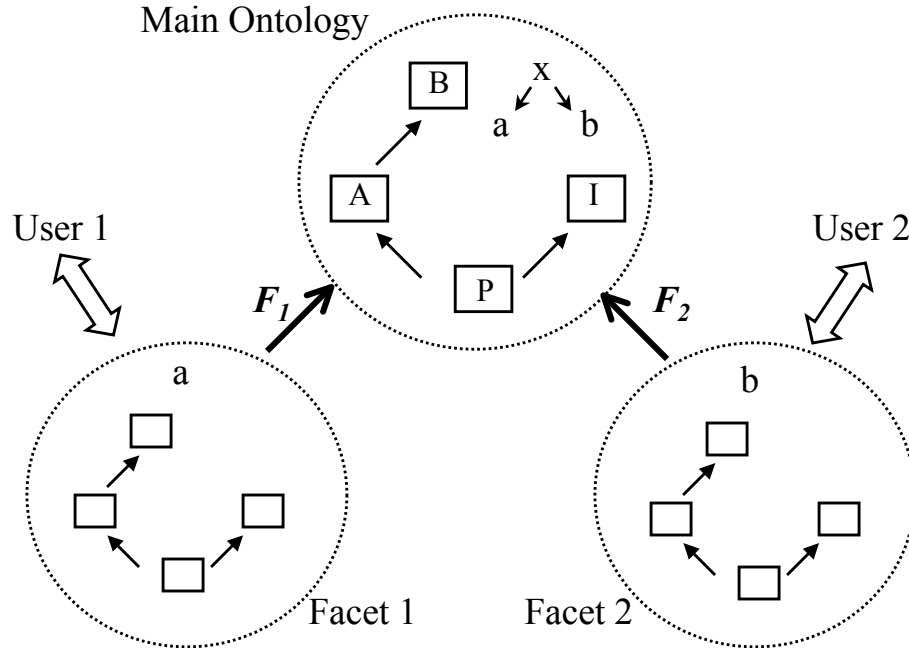 Main Ontology
B
x
a b
A
I
User 1
User 2
P
F1
F2
a
b
Facet 1
Facet 2